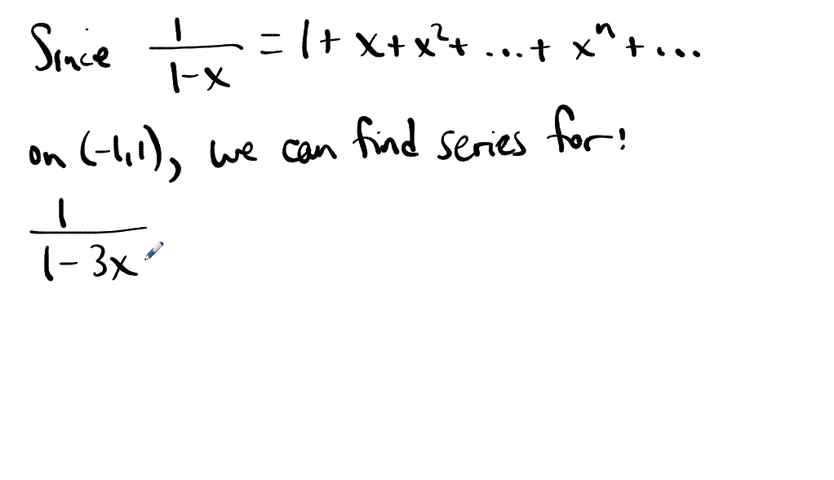 Since 1/(1-x) = 1 + x + x² + ... + xⁿ + ...
on (-1,1), we can find series for:
1/(1-3x